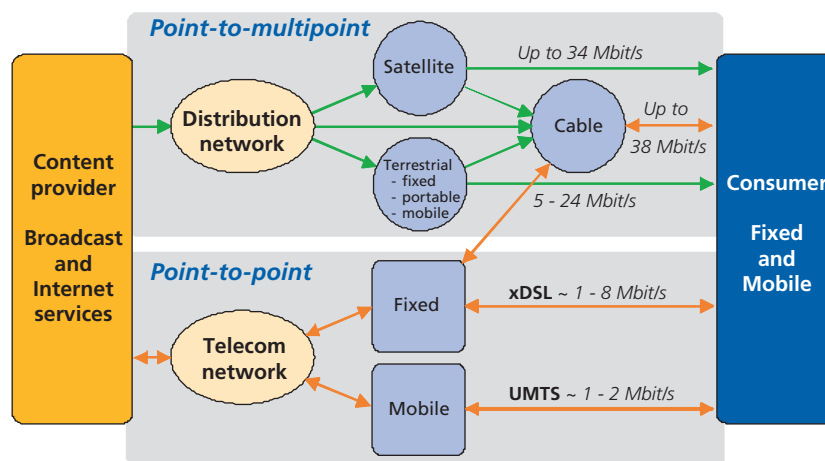 Point-to-multipoint
Satellite
Up to 34 Mbit/s
Distribution
network
Cable
Up to
38 Mbit/s
Terrestrial
- fixed
- portable
- mobile
5 - 24 Mbit/s
Content
provider
Broadcast
and
Internet
services
Consumer
Fixed
and
Mobile
Point-to-point
Fixed
xDSL ~ 1 - 8 Mbit/s
Telecom
network
Mobile
UMTS ~ 1 - 2 Mbit/s